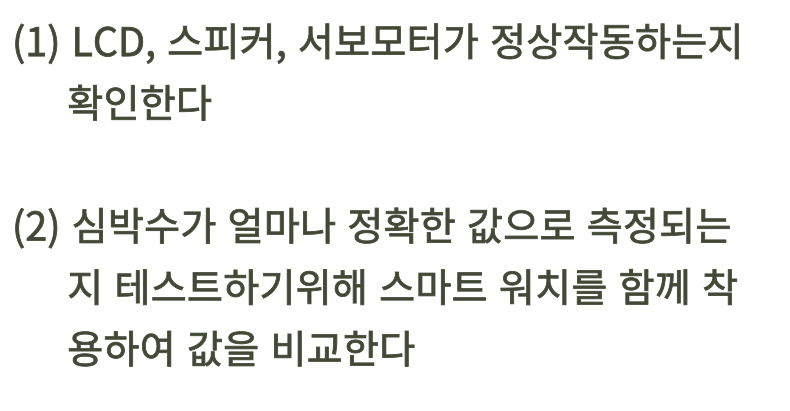 (1) LCD, 스피커, 서보모터가 정상작동하는지
확인한다
(2) 심박수가 얼마나 정확한 값으로 측정되는
지 테스트하기위해 스마트 워치를 함께 착
용하여 값을 비교한다